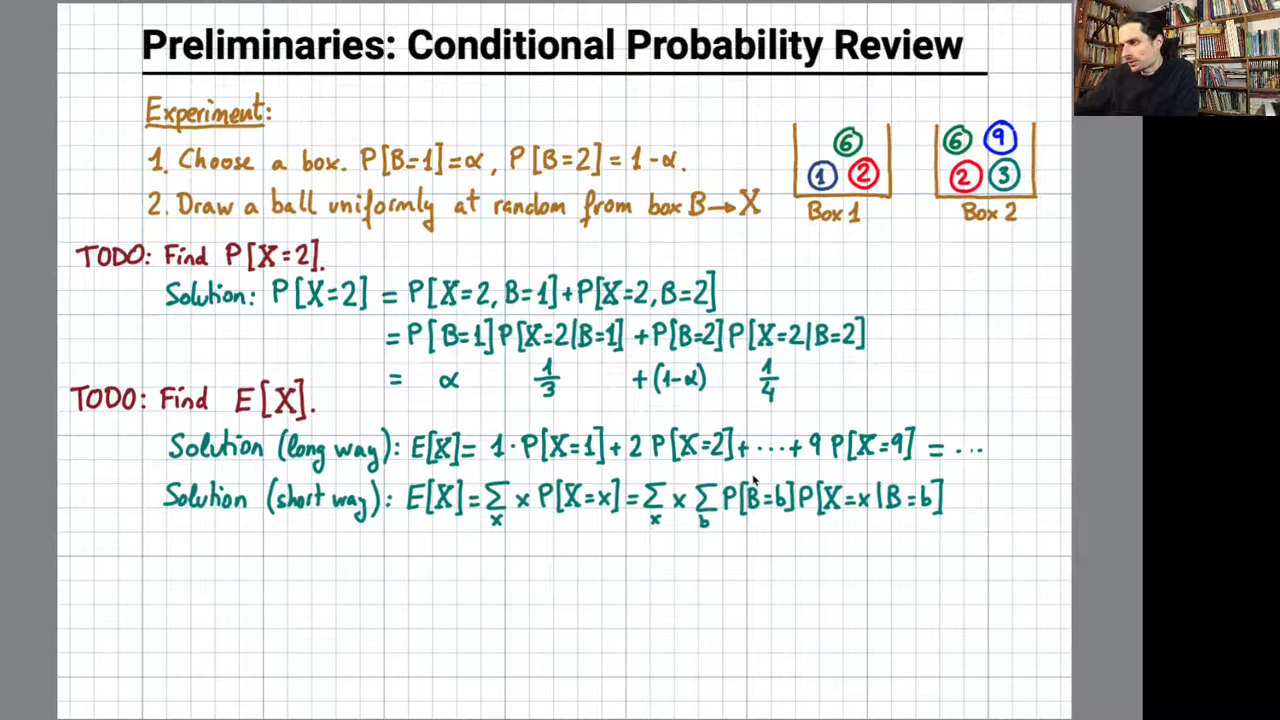 Preliminaries: Conditional Probability Review
Experiment:
1. Choose a box. P[B=1]=α, P[B=2]=1-α.
2. Draw a ball uniformly at random from box B→X
6
1 2
Box 1
6 9
2 3
Box 2
TODO: Find P[X=2].
Solution: P[X=2] = P[X=2, B=1]+P[X=2, B=2]
= P[B=1]P[X=2|B=1] +P[B=2]P[X=2|B=2]
= α 1/3 +(1-α) 1/4
TODO: Find E[X].
Solution (long way): E[X]= 1·P[X=1]+ 2 P[X=2]+ ··· + 9 P[X=9] = ...
Solution (short way): E[X]=∑_x x P[X=x]=∑_x x ∑_b P[B=b]P[X=x|B=b]